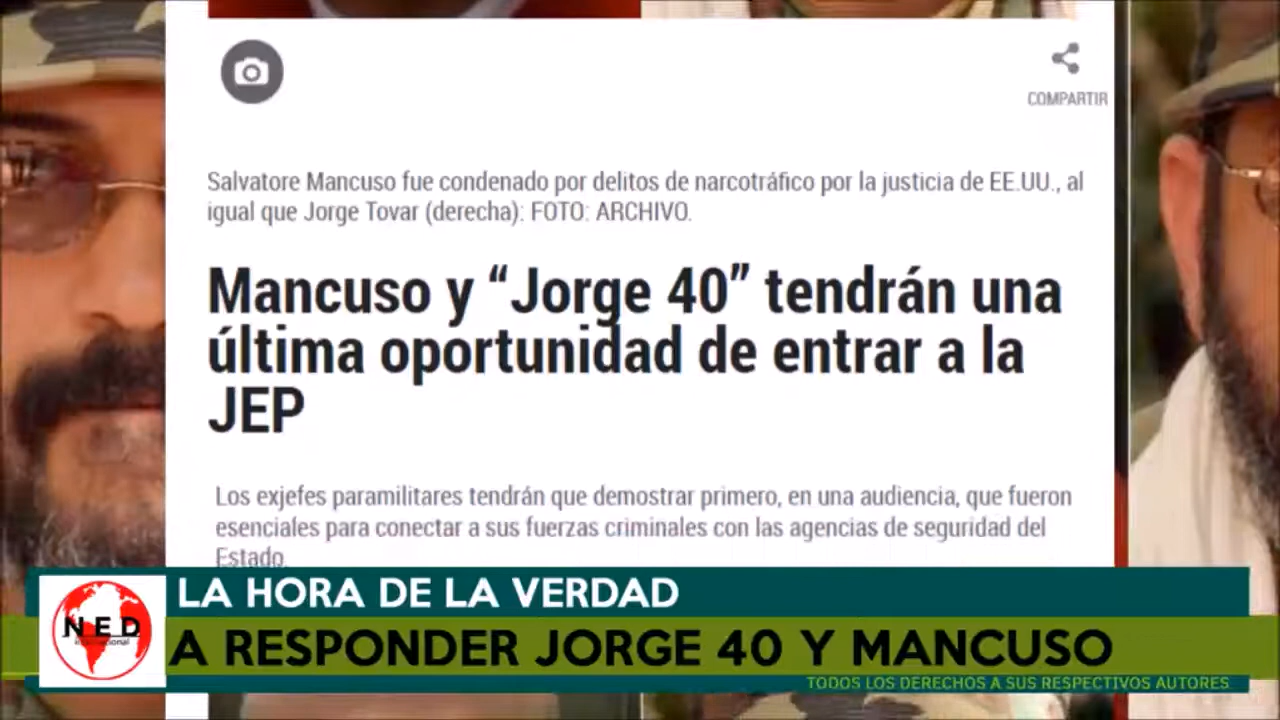 COMPARTIR
Salvatore Mancuso fue condenado por delitos de narcotráfico por la justicia de EE.UU., al
igual que Jorge Tovar (derecha): FOTO: ARCHIVO.
Mancuso y “Jorge 40” tendrán una
última oportunidad de entrar a la
JEP
Los exjefes paramilitares tendrán que demostrar primero, en una audiencia, que fueron
esenciales para conectar a sus fuerzas criminales con las agencias de seguridad del
Estado.
LA HORA DE LA VERDAD
NED
internacional
A RESPONDER JORGE 40 Y MANCUSO
TODOS LOS DERECHOS A SUS RESPECTIVOS AUTORES